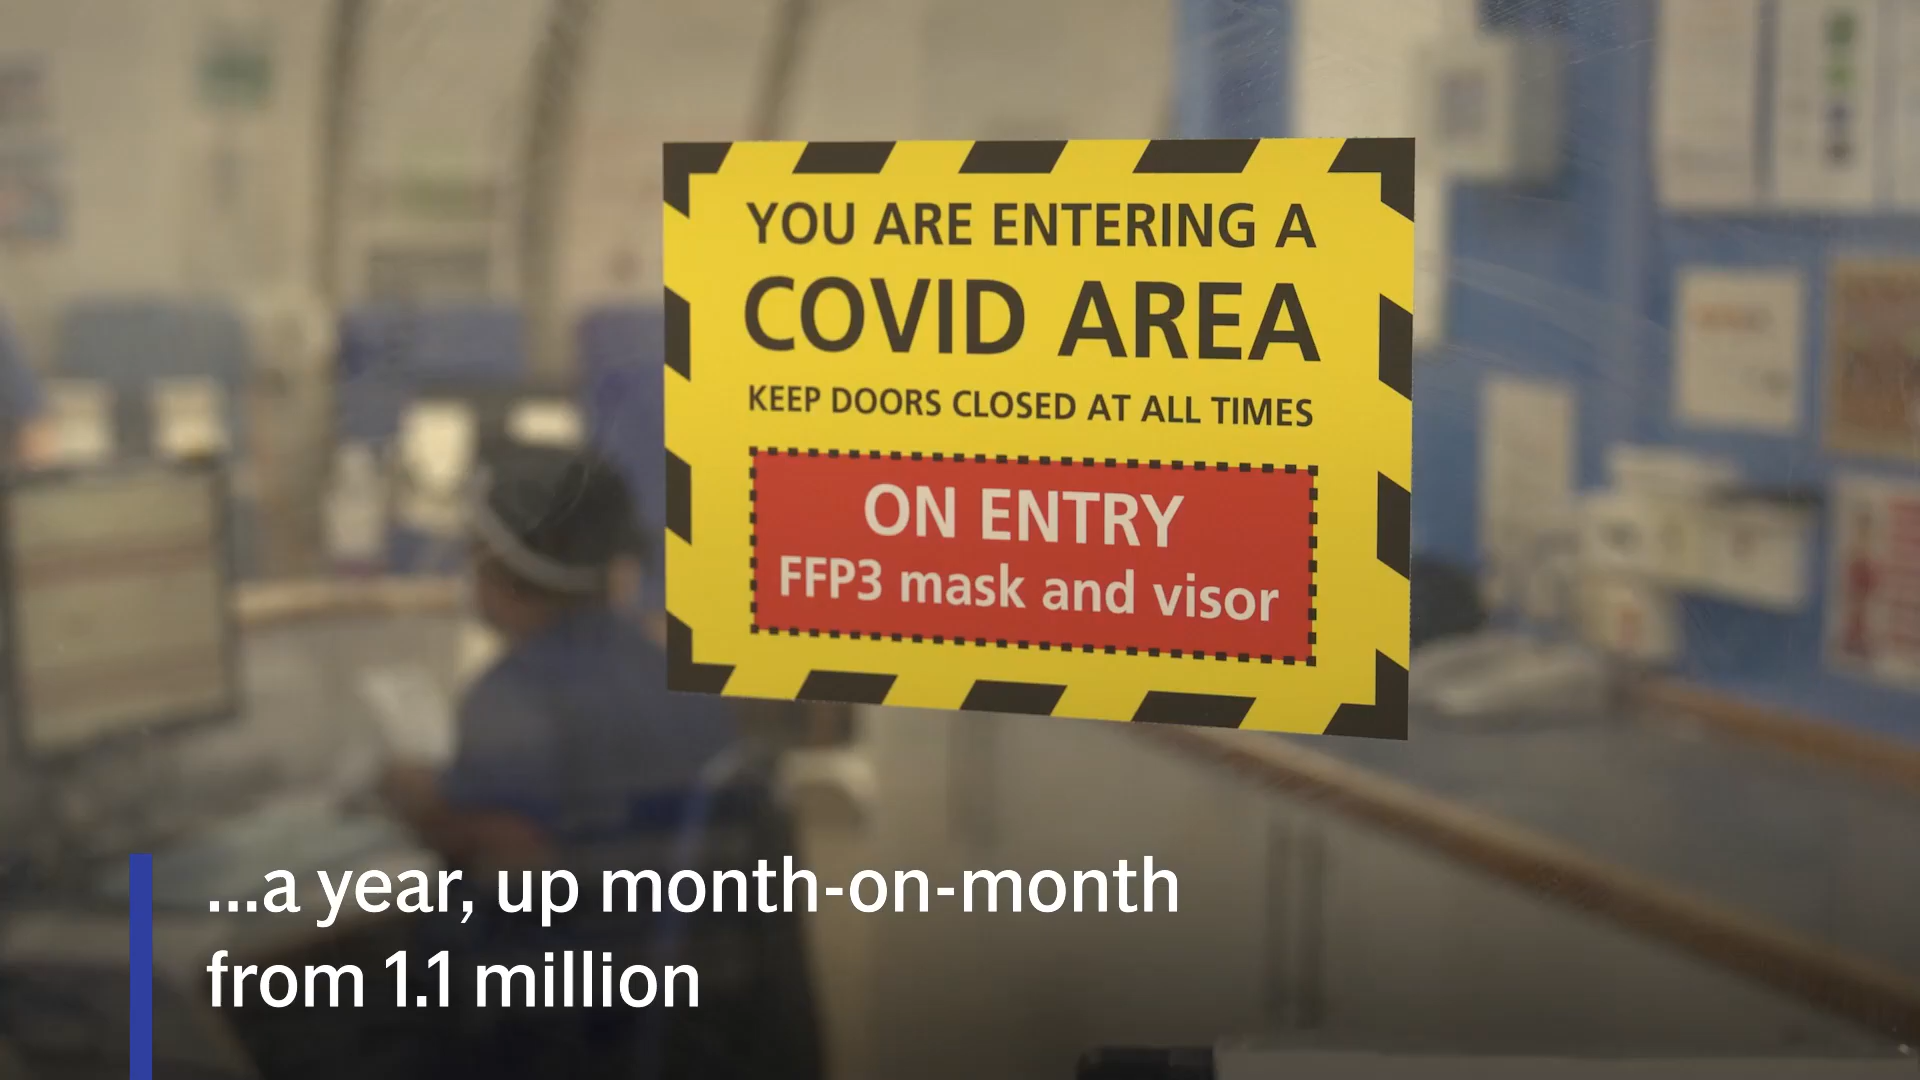 YOU ARE ENTERING A
COVID AREA
KEEP DOORS CLOSED AT ALL TIMES
ON ENTRY
FFP3 mask and visor
...a year, up month-on-month
from 1.1 million